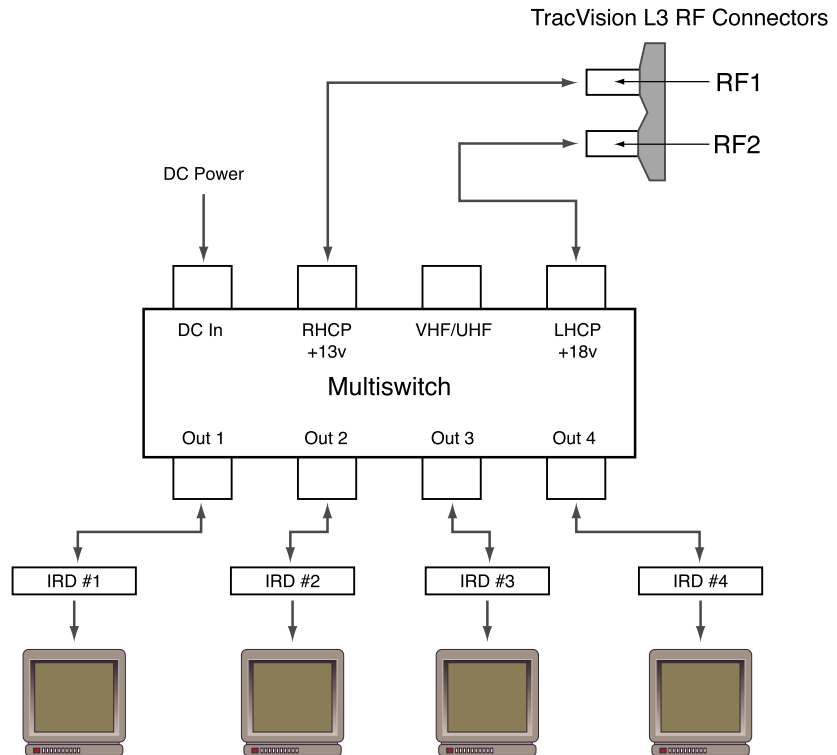 TracVision L3 RF Connectors
RF1
RF2
DC Power
DC In
RHCP
+13v
VHF/UHF
LHCP
+18v
Multiswitch
Out 1
Out 2
Out 3
Out 4
IRD #1
IRD #2
IRD #3
IRD #4